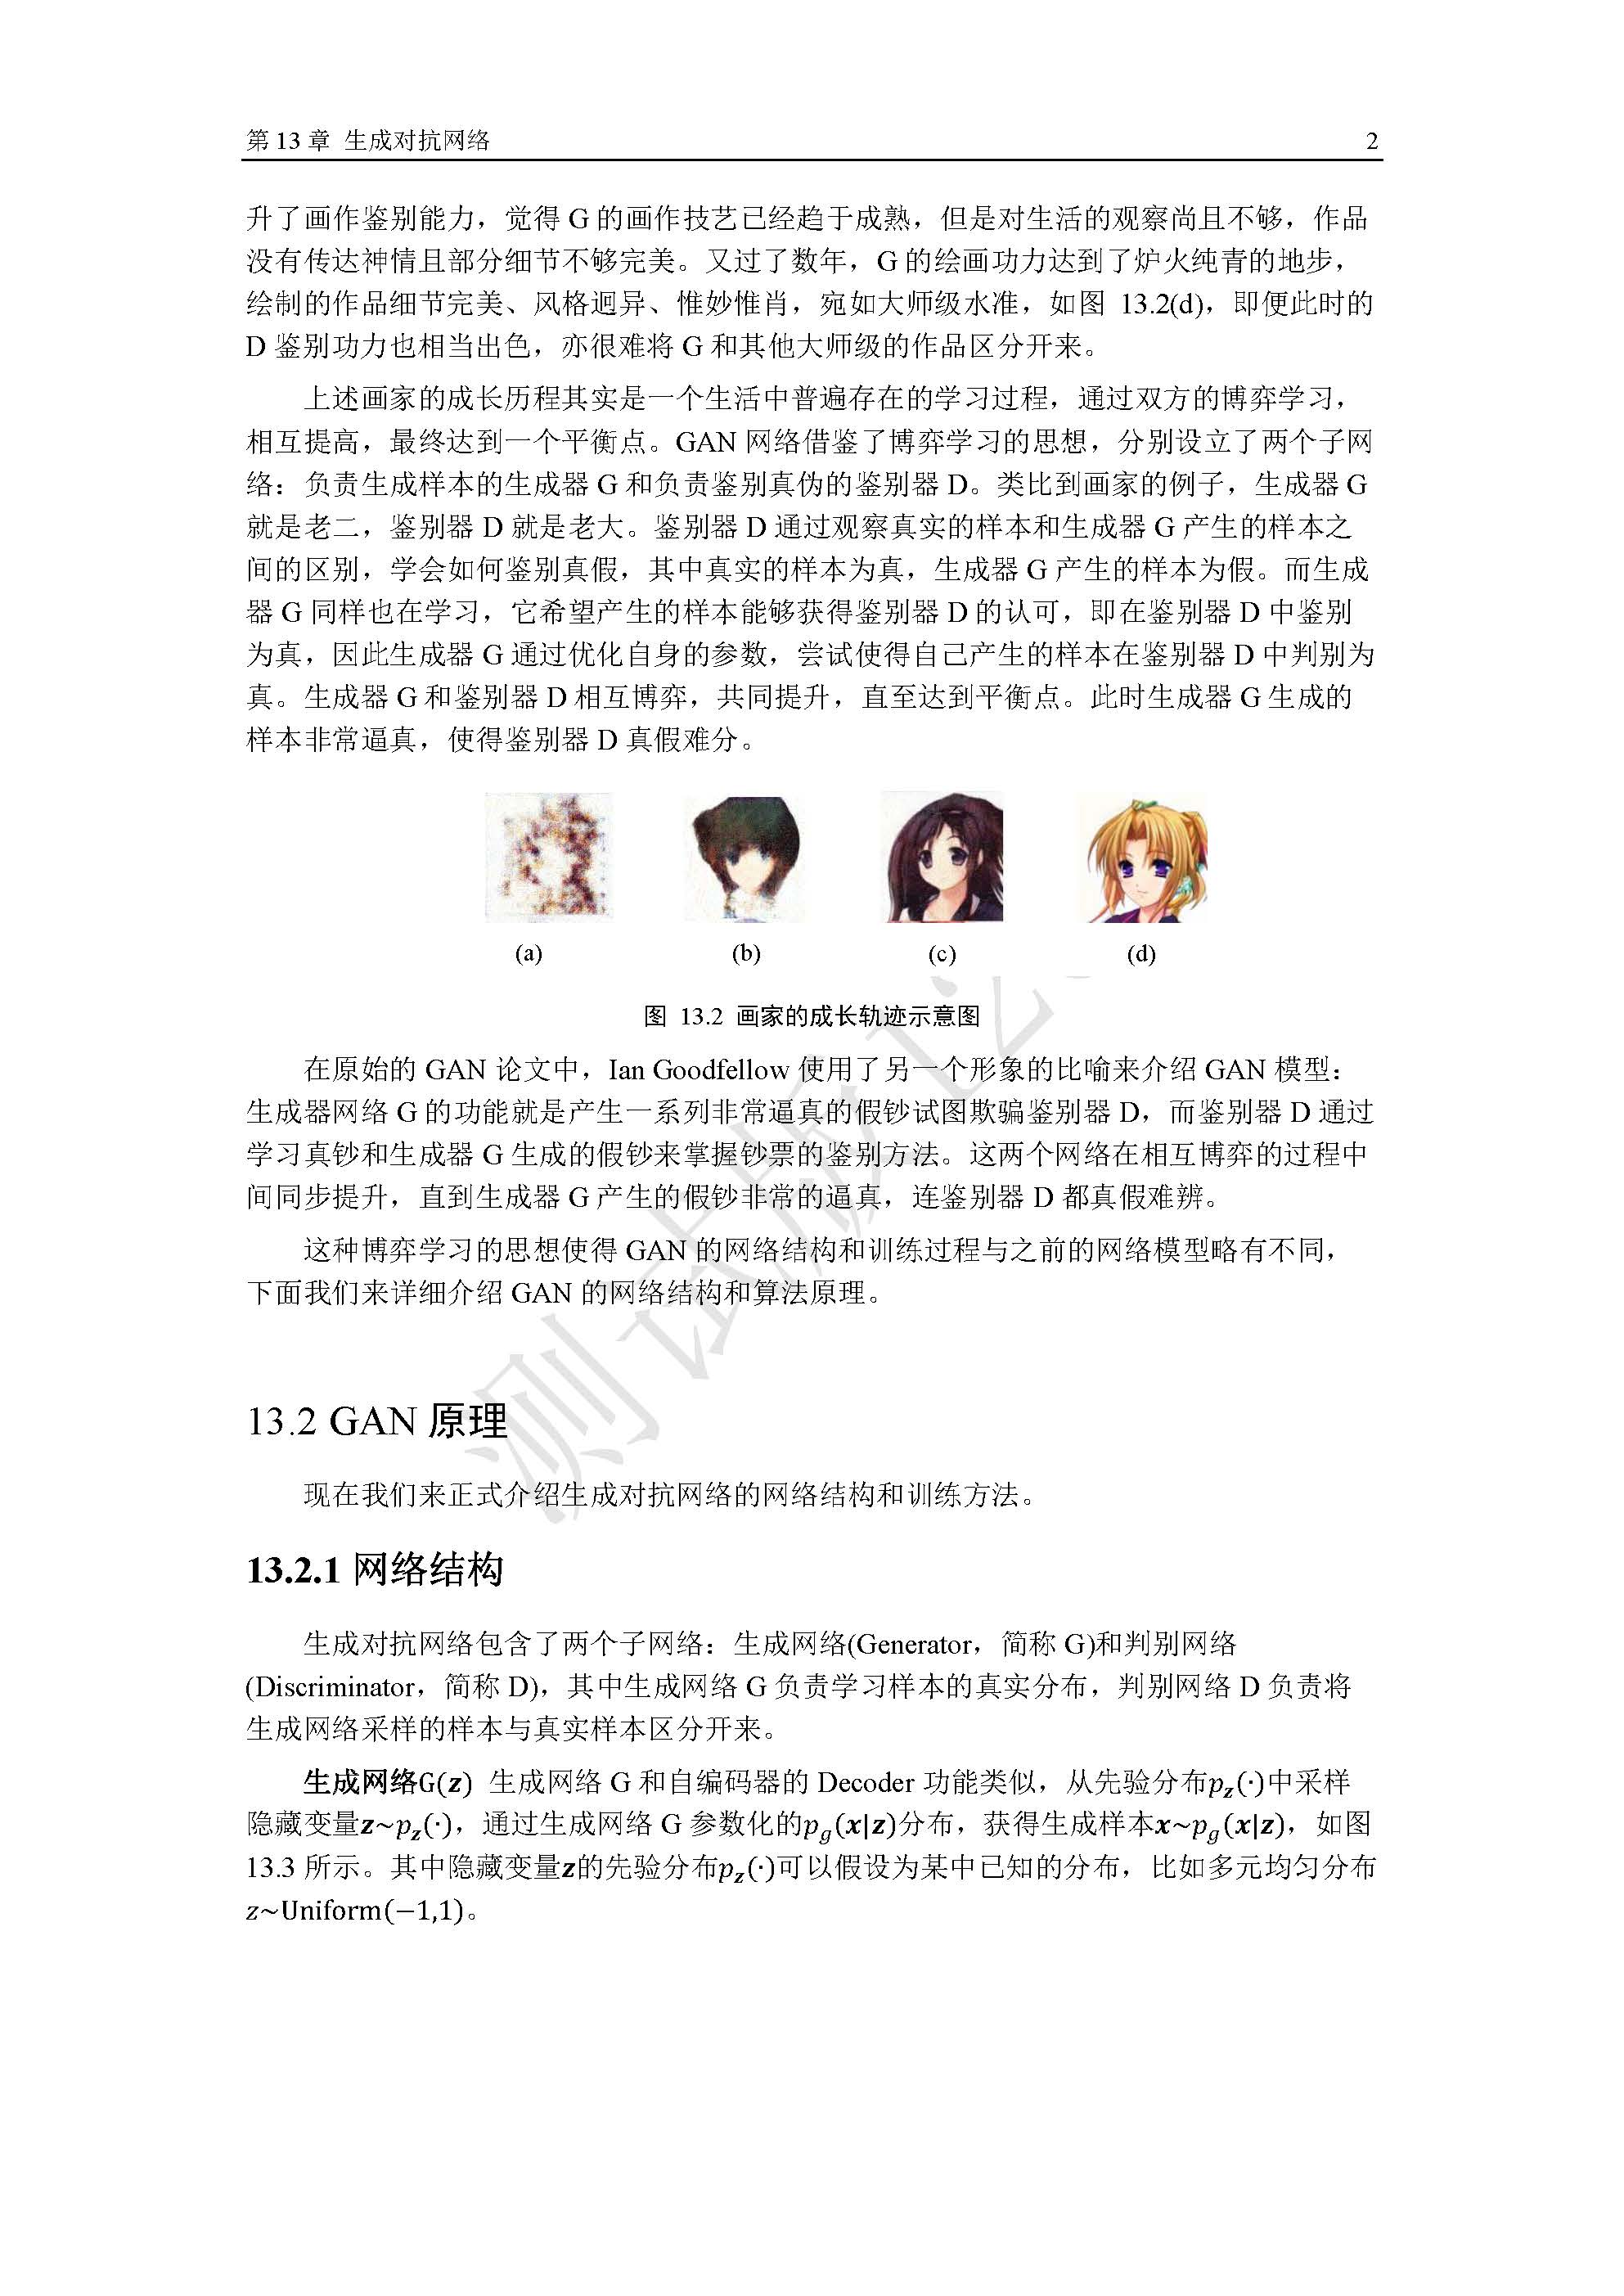 第 13 章 生成对抗网络 2
升了画作鉴别能力，觉得 G 的画作技艺已经趋于成熟，但是对生活的观察尚且不够，作品
没有传达神情且部分细节不够完美。又过了数年，G 的绘画功力达到了炉火纯青的地步，
绘制的作品细节完美、风格迥异、惟妙惟肖，宛如大师级水准，如图 13.2(d)，即便此时的
D 鉴别功力也相当出色，亦很难将 G 和其他大师级的作品区分开来。
上述画家的成长历程其实是一个生活中普遍存在的学习过程，通过双方的博弈学习，
相互提高，最终达到一个平衡点。GAN 网络借鉴了博弈学习的思想，分别设立了两个子网
络：负责生成样本的生成器 G 和负责鉴别真伪的鉴别器 D。类比到画家的例子，生成器 G
就是老二，鉴别器 D 就是老大。鉴别器 D 通过观察真实的样本和生成器 G 产生的样本之
间的区别，学会如何鉴别真假，其中真实的样本为真，生成器 G 产生的样本为假。而生成
器 G 同样也在学习，它希望产生的样本能够获得鉴别器 D 的认可，即在鉴别器 D 中鉴别
为真，因此生成器 G 通过优化自身的参数，尝试使得自己产生的样本在鉴别器 D 中判别为
真。生成器 G 和鉴别器 D 相互博弈，共同提升，直至达到平衡点。此时生成器 G 生成的
样本非常逼真，使得鉴别器 D 真假难分。
(a) (b) (c) (d)
图 13.2 画家的成长轨迹示意图
在原始的 GAN 论文中，Ian Goodfellow 使用了另一个形象的比喻来介绍 GAN 模型：
生成器网络 G 的功能就是产生一系列非常逼真的假钞试图欺骗鉴别器 D，而鉴别器 D 通过
学习真钞和生成器 G 生成的假钞来掌握钞票的鉴别方法。这两个网络在相互博弈的过程中
间同步提升，直到生成器 G 产生的假钞非常的逼真，连鉴别器 D 都真假难辨。
这种博弈学习的思想使得 GAN 的网络结构和训练过程与之前的网络模型略有不同，
下面我们来详细介绍 GAN 的网络结构和算法原理。
测试版
13.2 GAN 原理
现在我们来正式介绍生成对抗网络的网络结构和训练方法。
13.2.1 网络结构
生成对抗网络包含了两个子网络：生成网络(Generator，简称 G)和判别网络
(Discriminator，简称 D)，其中生成网络 G 负责学习样本的真实分布，判别网络 D 负责将
生成网络采样的样本与真实样本区分开来。
生成网络G(z) 生成网络 G 和自编码器的 Decoder 功能类似，从先验分布p_z(·)中采样
隐藏变量z~p_z(·)，通过生成网络 G 参数化的p_g(x|z)分布，获得生成样本x~p_g(x|z)，如图
13.3 所示。其中隐藏变量z的先验分布p_z(·)可以假设为某中已知的分布，比如多元均匀分布
z~Uniform(−1,1)。